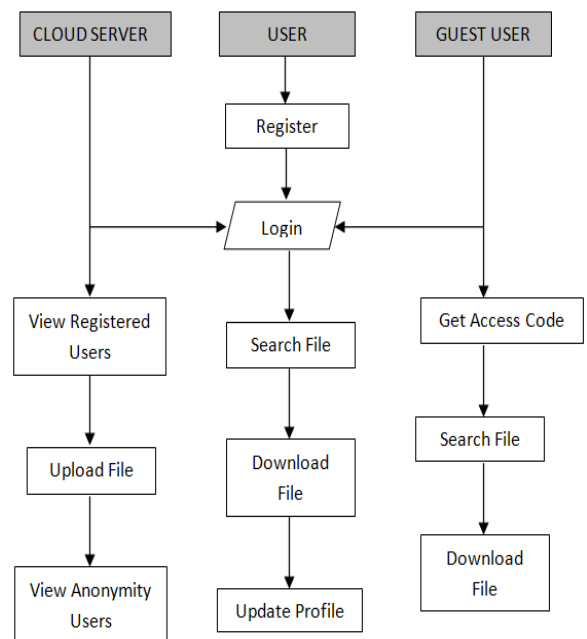 CLOUD SERVER
USER
GUEST USER
Register
Login
View Registered
Users
Get Access Code
Search File
Search File
Upload File
Download
File
Download
File
View Anonymity
Users
Update Profile